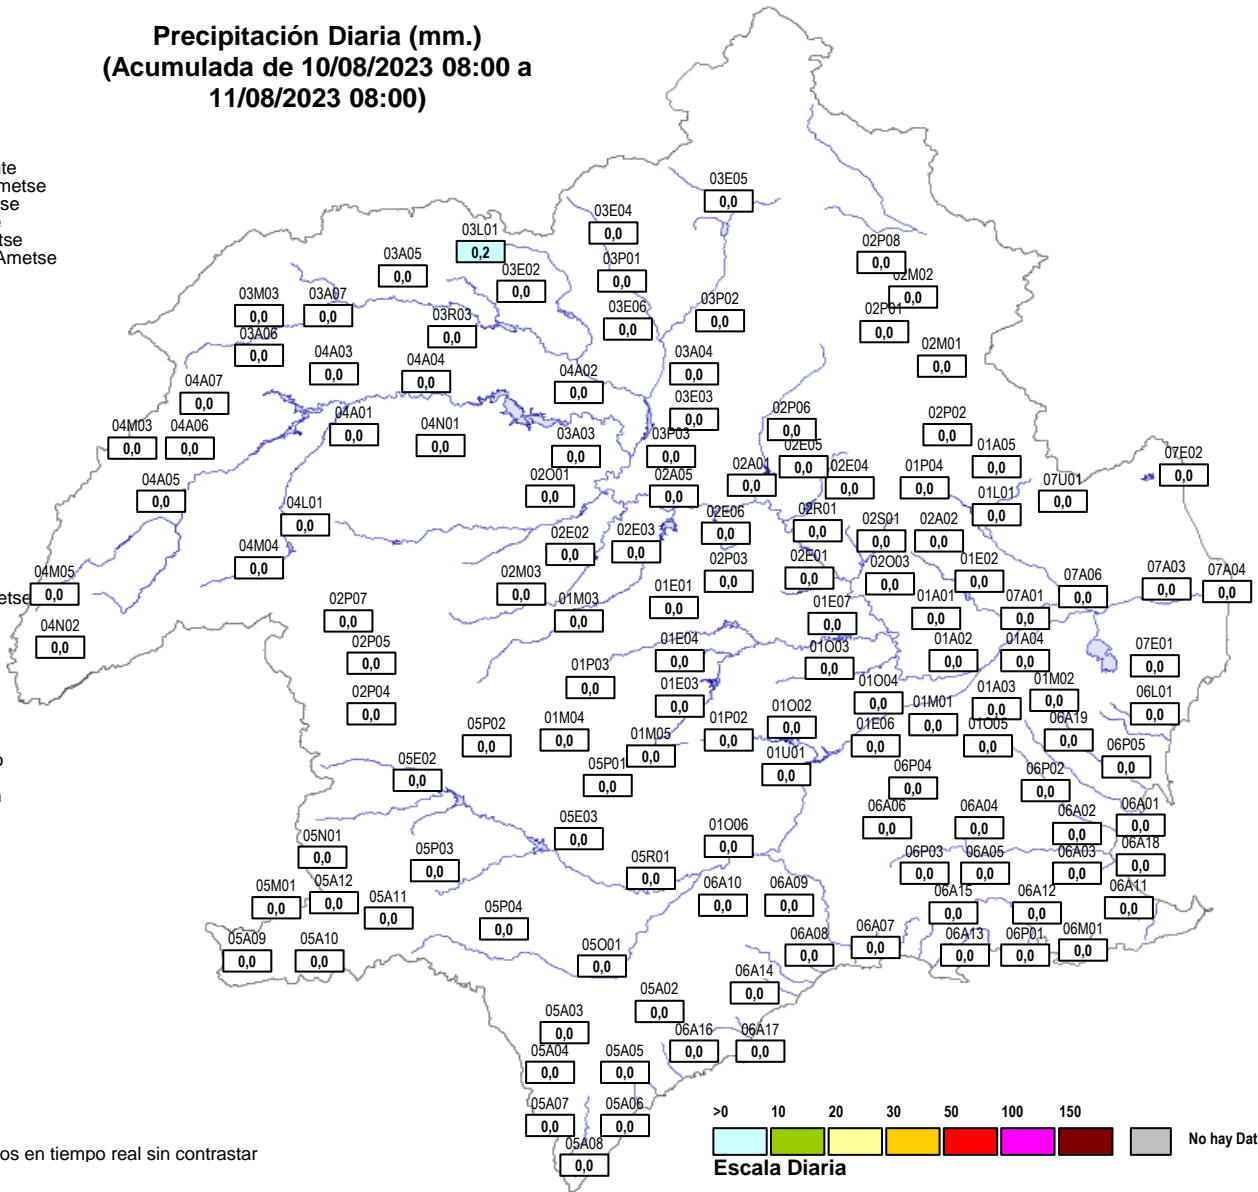 Precipitación Diaria (mm.)
(Acumulada de 10/08/2023 08:00 a
11/08/2023 08:00)
03E05
0,0
03E04
0,0
03L01
0,2
03A05
0,0
03P01
0,0
03E02
0,0
02P08
0,0
02M02
0,0
03M03
0,0
03A07
0,0
03R03
0,0
03E06
0,0
03P02
0,0
02P01
0,0
03A06
0,0
04A03
0,0
04A04
0,0
04A02
0,0
03A04
0,0
02M01
0,0
04A07
0,0
03E03
0,0
04M03
0,0
04A06
0,0
04A01
0,0
04N01
0,0
03A03
0,0
03P03
0,0
02P06
0,0
02P02
0,0
02E05
0,0
01A05
0,0
07E02
0,0
04A05
0,0
02O01
0,0
02A05
0,0
02A01
0,0
02E04
0,0
01P04
0,0
01L01
0,0
07U01
0,0
04L01
0,0
02E02
0,0
02E03
0,0
02E06
0,0
02R01
0,0
02S01
0,0
02A02
0,0
04M04
0,0
02P03
0,0
02E01
0,0
02O03
0,0
01E02
0,0
04M05
0,0
02M03
0,0
01M03
0,0
01E01
0,0
07A06
0,0
07A03
0,0
07A04
0,0
02P07
0,0
01E07
0,0
01A01
0,0
07A01
0,0
04N02
0,0
02P05
0,0
01E04
0,0
01O03
0,0
01A02
0,0
01A04
0,0
07E01
0,0
02P04
0,0
01P03
0,0
01E03
0,0
01O04
0,0
01M01
0,0
01A03
0,0
01M02
0,0
06L01
0,0
05P02
0,0
01M04
0,0
01M05
0,0
01P02
0,0
01O02
0,0
01E06
0,0
01O05
0,0
06A19
0,0
06P05
0,0
05E02
0,0
05P01
0,0
01U01
0,0
06P04
0,0
06P02
0,0
05E03
0,0
01O06
0,0
06A06
0,0
06A04
0,0
06A02
0,0
06A01
0,0
05N01
0,0
05P03
0,0
05R01
0,0
06P03
0,0
06A05
0,0
06A03
0,0
06A18
0,0
05M01
0,0
05A12
0,0
05A11
0,0
06A10
0,0
06A09
0,0
06A15
0,0
06A12
0,0
06A11
0,0
05P04
0,0
05A09
0,0
05A10
0,0
05O01
0,0
06A08
0,0
06A07
0,0
06A13
0,0
06P01
0,0
06M01
0,0
06A14
0,0
05A02
0,0
05A03
0,0
06A16
0,0
06A17
0,0
05A04
0,0
05A05
0,0
05A07
0,0
05A06
0,0
05A08
0,0
>0 10 20 30 50 100 150
No hay Dat
Escala Diaria
os en tiempo real sin contrastar